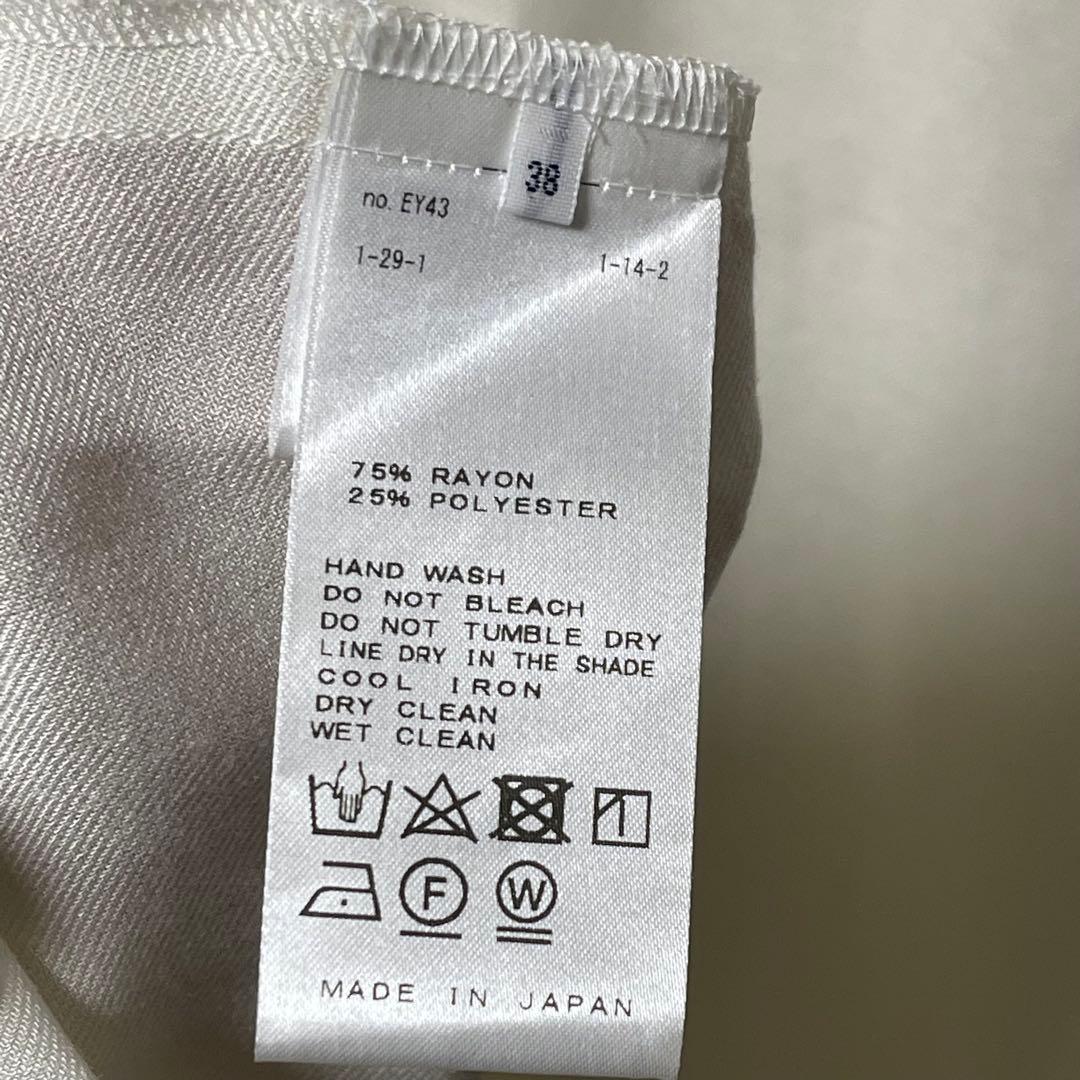 38
no. EY43
1-29-1 1-14-2
75% RAYON
25% POLYESTER
HAND WASH
DO NOT BLEACH
DO NOT TUMBLE DRY
LINE DRY IN THE SHADE
COOL IRON
DRY CLEAN
WET CLEAN
F W
MADE IN JAPAN